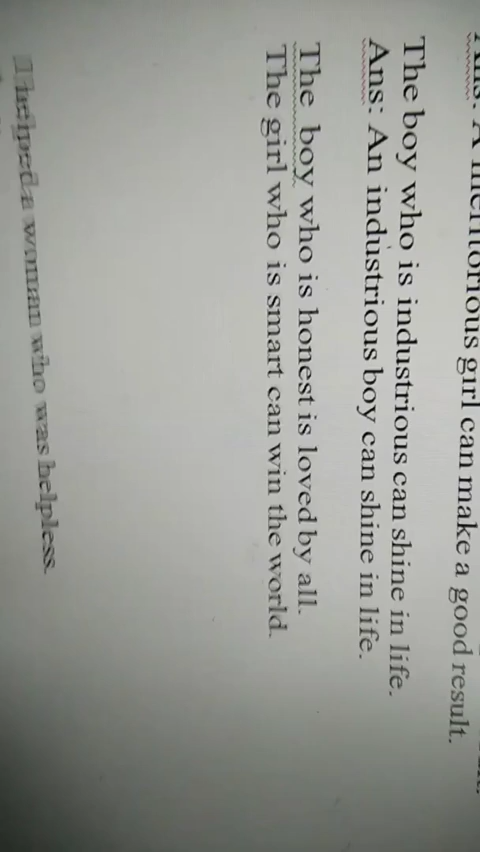 A meritorious girl can make a good result.
The boy who is industrious can shine in life.
Ans: An industrious boy can shine in life.
The boy who is honest is loved by all.
The girl who is smart can win the world.
I helped a woman who was helpless.